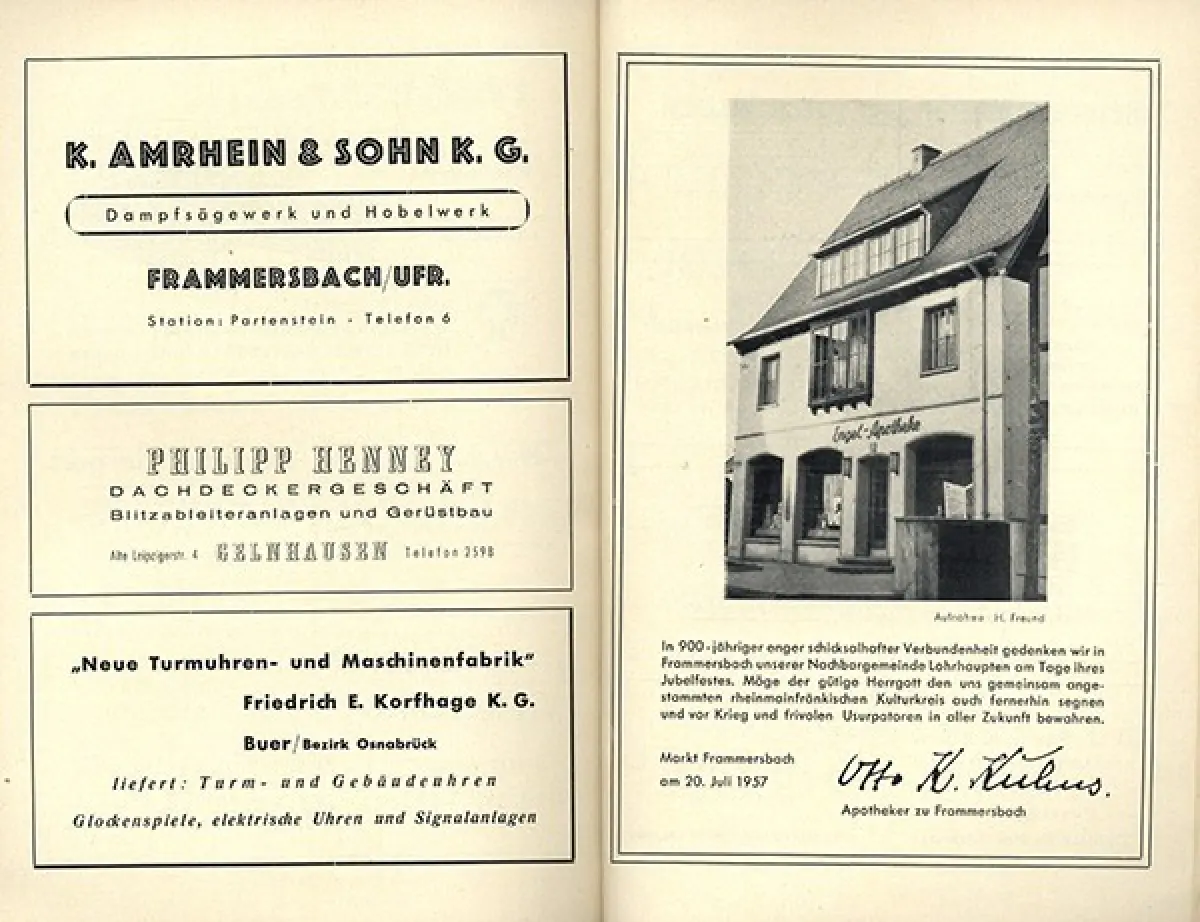 K. AMRHEIN & SOHN K. G.
Dampfsägewerk und Hobelwerk
FRAMMERSBACH/UFR.
Station: Partenstein - Telefon 6
PHILIPP HENNEY
DACHDECKERGESCHÄFT
Blitzableiteranlagen und Gerüstbau
Alte Leipzigerstr. 4 GELNHAUSEN Telefon 2598
„Neue Turmuhren- und Maschinenfabrik“
Friedrich E. Korfhage K. G.
Buer/Bezirk Osnabrück
liefert: Turm- und Gebäudeuhren
Glockenspiele, elektrische Uhren und Signalanlagen
Engel-Apotheke
Aufnahme H. Freund
In 900-jähriger enger schicksalhafter Verbundenheit gedenken wir in
Frammersbach unserer Nachbargemeinde Lohrhaupten am Tage ihres
Jubelfestes. Möge der gütige Herrgott den uns gemeinsam ange-
stammten rheinmainfränkischen Kulturkreis auch fernerhin segnen
und vor Krieg und frivolen Usurpatoren in aller Zukunft bewahren.
Markt Frammersbach
am 20. Juli 1957
Otto K. Kuhns.
Apotheker zu Frammersbach